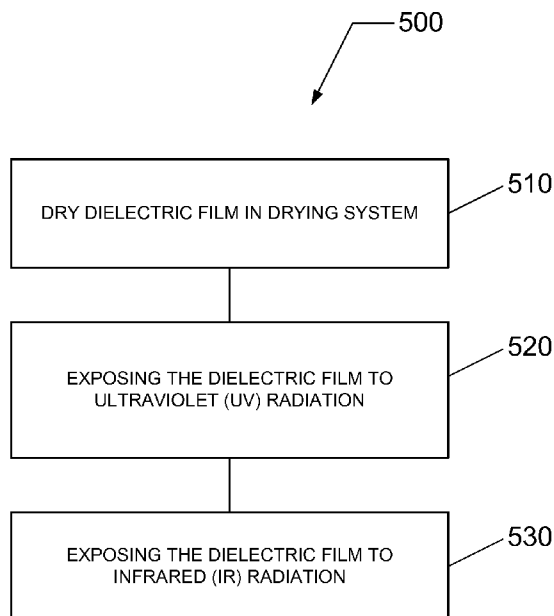 500
DRY DIELECTRIC FILM IN DRYING SYSTEM
510
EXPOSING THE DIELECTRIC FILM TO
ULTRAVIOLET (UV) RADIATION
520
EXPOSING THE DIELECTRIC FILM TO
INFRARED (IR) RADIATION
530